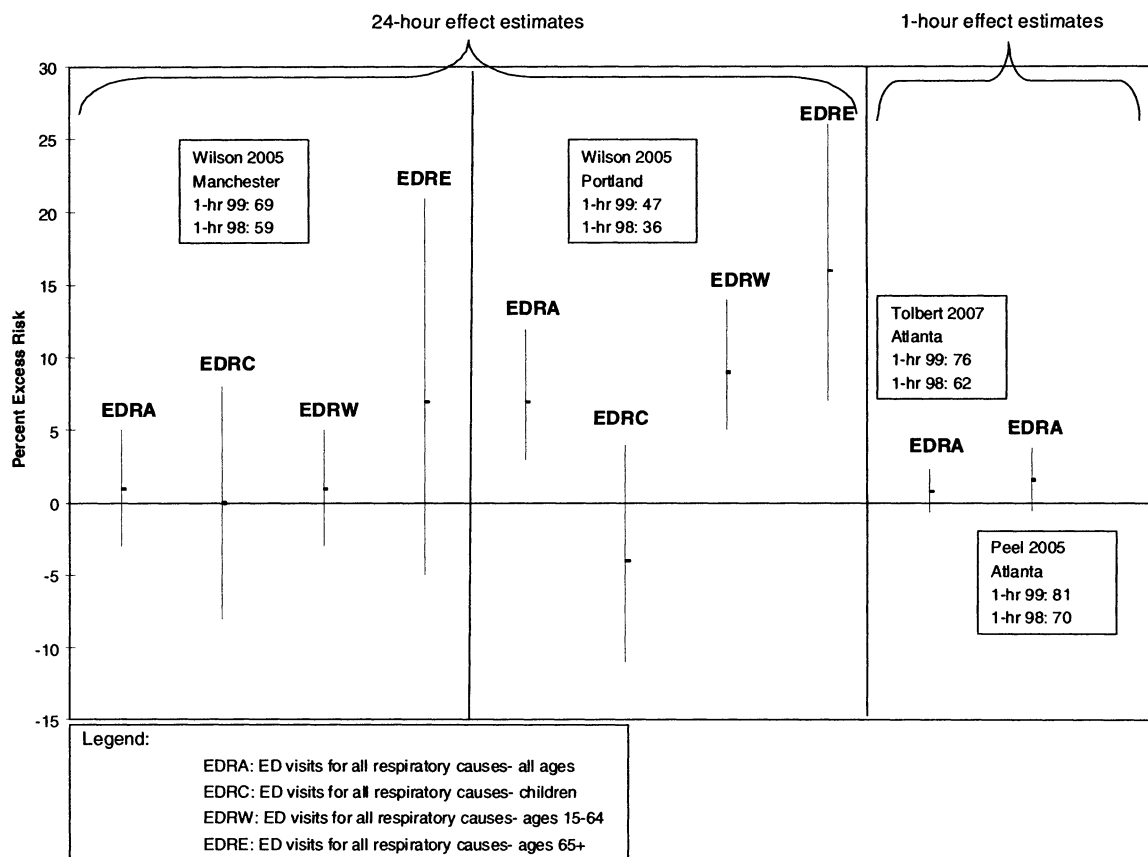 24-hour effect estimates
1-hour effect estimates
Percent Excess Risk
30
25
20
15
10
5
0
-5
-10
-15
Wilson 2005
Manchester
1-hr 99: 69
1-hr 98: 59
EDRA
EDRC
EDRW
EDRE
Wilson 2005
Portland
1-hr 99: 47
1-hr 98: 36
EDRA
EDRC
EDRW
EDRE
Tolbert 2007
Atlanta
1-hr 99: 76
1-hr 98: 62
EDRA
EDRA
Peel 2005
Atlanta
1-hr 99: 81
1-hr 98: 70
Legend:
EDRA: ED visits for all respiratory causes- all ages
EDRC: ED visits for all respiratory causes- children
EDRW: ED visits for all respiratory causes- ages 15-64
EDRE: ED visits for all respiratory causes- ages 65+